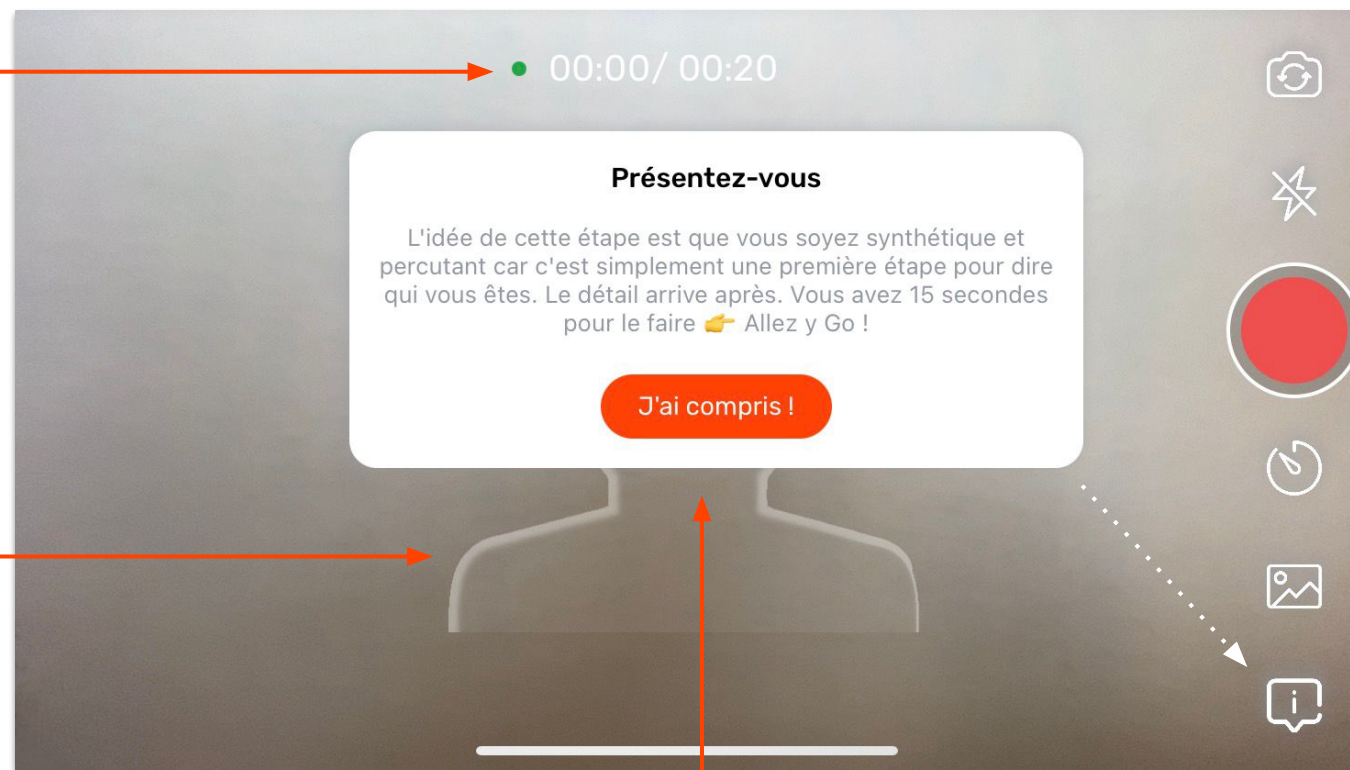 00:00/ 00:20
Présentez-vous
L'idée de cette étape est que vous soyez synthétique et
percutant car c'est simplement une première étape pour dire
qui vous êtes. Le détail arrive après. Vous avez 15 secondes
pour le faire 👉 Allez y Go !
J'ai compris !
i